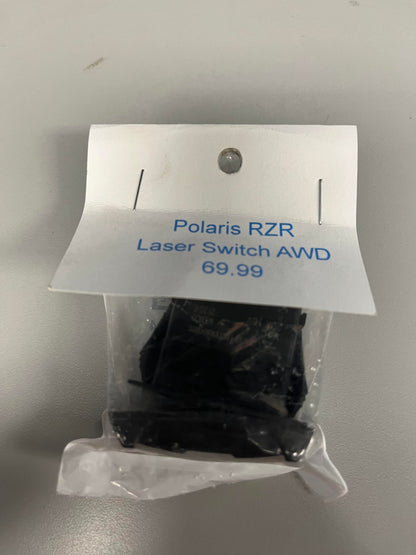 Polaris RZR
Laser Switch AWD
69.99